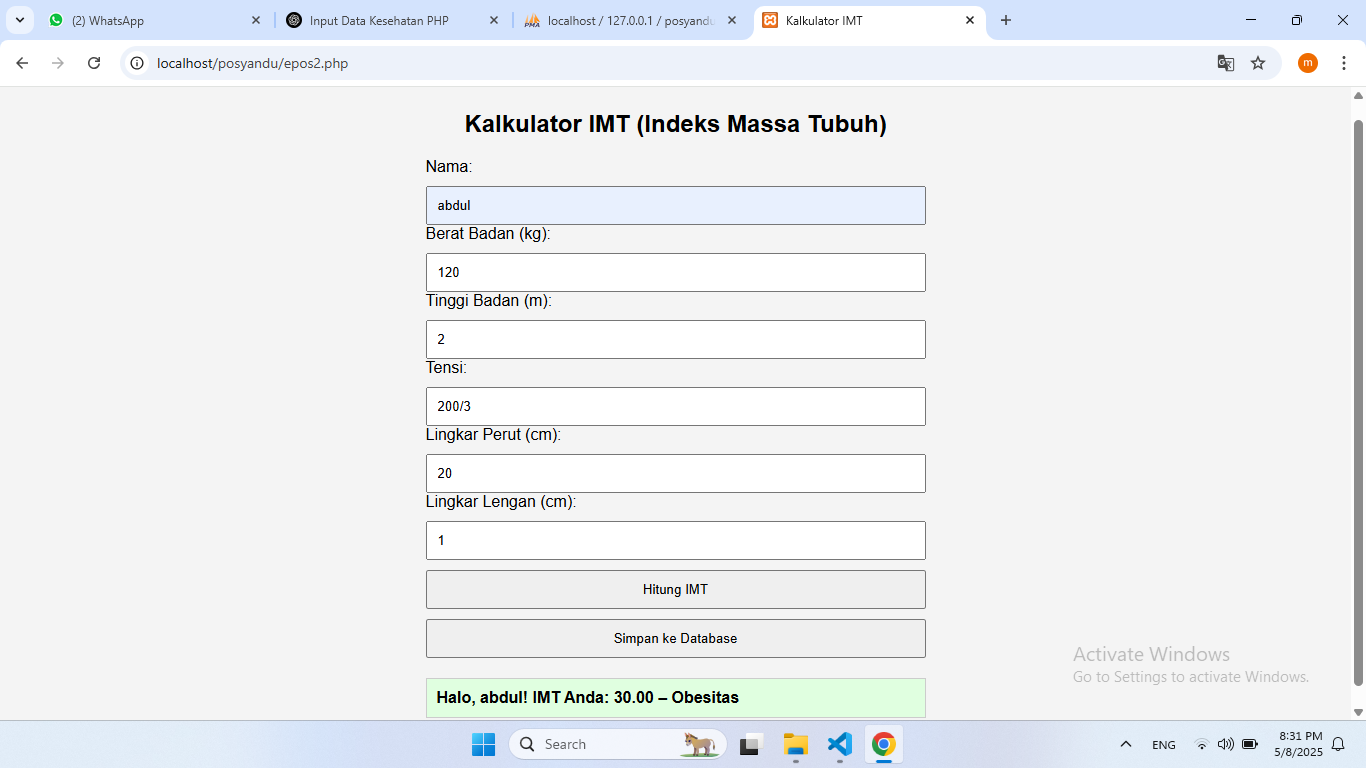 (2) WhatsApp
Input Data Kesehatan PHP
PMA
localhost / 127.0.0.1 / posyandu
Kalkulator IMT
localhost/posyandu/epos2.php
m
Kalkulator IMT (Indeks Massa Tubuh)
Nama:
abdul
Berat Badan (kg):
120
Tinggi Badan (m):
2
Tensi:
200/3
Lingkar Perut (cm):
20
Lingkar Lengan (cm):
1
Hitung IMT
Simpan ke Database
Halo, abdul! IMT Anda: 30.00 – Obesitas
Activate Windows
Go to Settings to activate Windows.
Search
ENG
8:31 PM
5/8/2025